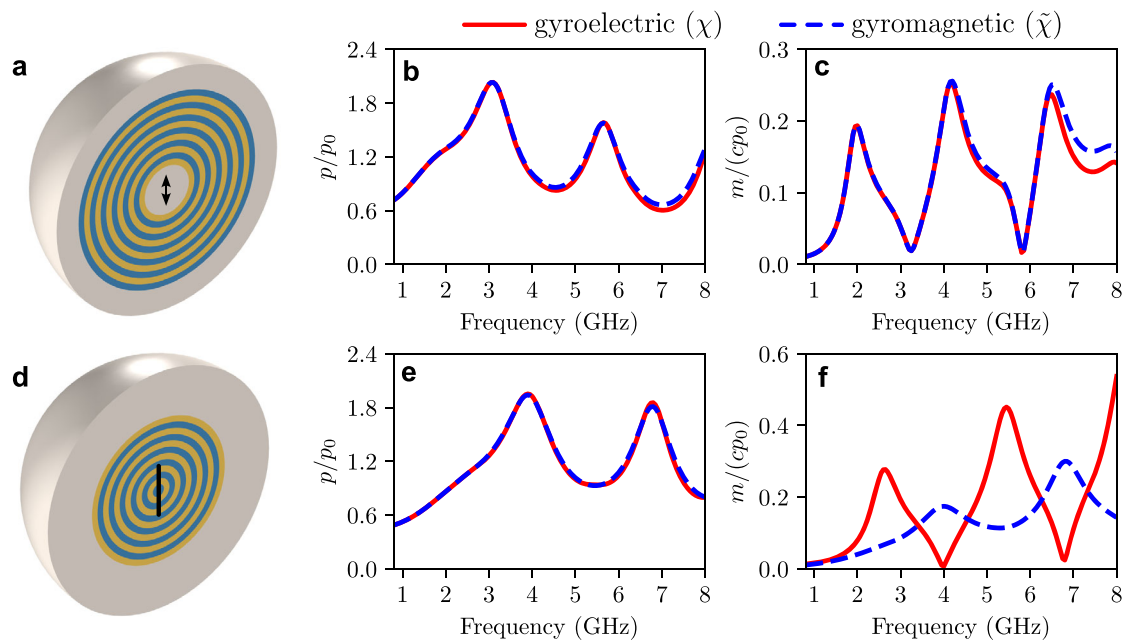 gyroelectric (χ) gyromagnetic (χ̃)
a
b
2.4
1.8
1.2
0.6
0.0
p/p₀
1 2 3 4 5 6 7 8
Frequency (GHz)
c
0.3
0.2
0.1
0.0
m/(cp₀)
1 2 3 4 5 6 7 8
Frequency (GHz)
d
e
2.4
1.8
1.2
0.6
0.0
p/p₀
1 2 3 4 5 6 7 8
Frequency (GHz)
f
0.6
0.4
0.2
0.0
m/(cp₀)
1 2 3 4 5 6 7 8
Frequency (GHz)